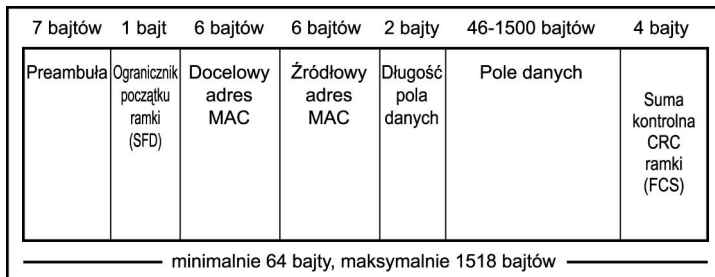 7 bajtów 1 bajt 6 bajtów 6 bajtów 2 bajty 46-1500 bajtów 4 bajty
Preambuła
Ogranicznik
początku
ramki
(SFD)
Docelowy
adres
MAC
Źródłowy
adres
MAC
Długość
pola
danych
Pole danych
Suma
kontrolna
CRC
ramki
(FCS)
minimalnie 64 bajty, maksymalnie 1518 bajtów